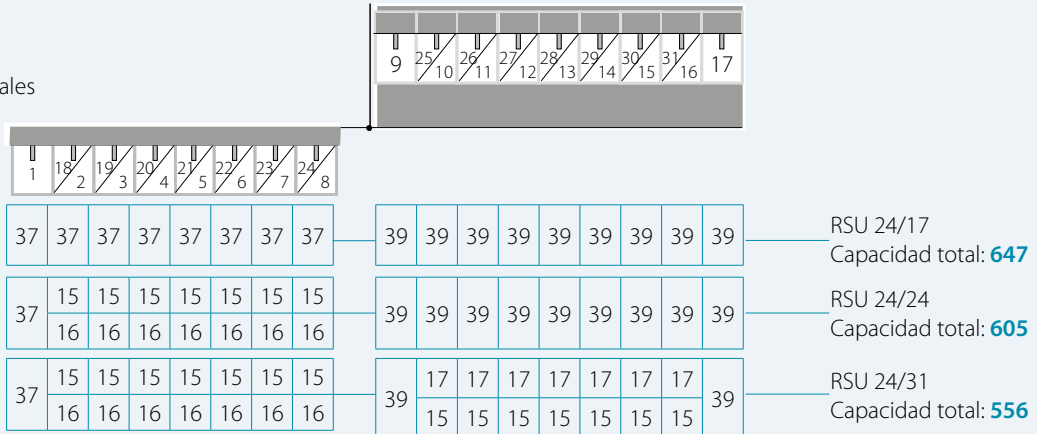 9 25/10 26/11 27/12 28/13 29/14 30/15 31/16 17
ales
1 18/2 19/3 20/4 21/5 22/6 23/7 24/8
37 37 37 37 37 37 37 37 39 39 39 39 39 39 39 39 39
RSU 24/17
Capacidad total: 647
37 15 15 15 15 15 15 15
16 16 16 16 16 16 16
39 39 39 39 39 39 39 39 39
RSU 24/24
Capacidad total: 605
37 15 15 15 15 15 15 15
16 16 16 16 16 16 16
39 17 17 17 17 17 17 17 39
15 15 15 15 15 15 15
RSU 24/31
Capacidad total: 556